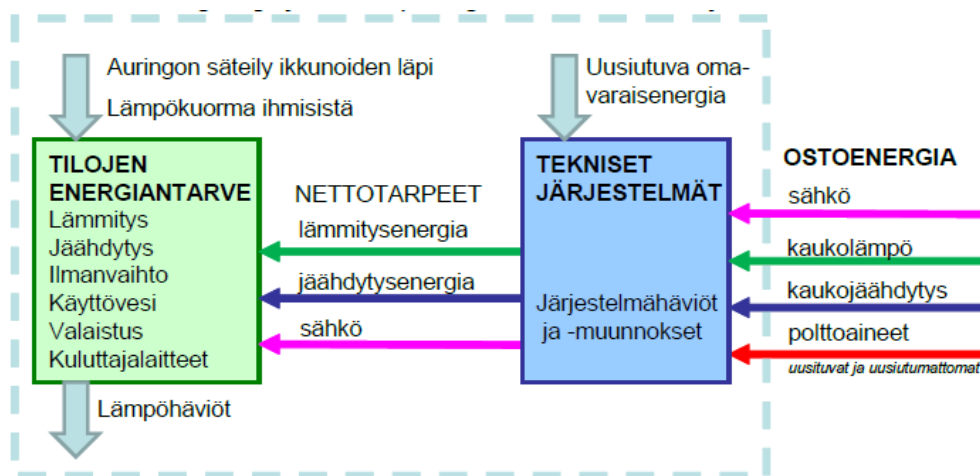 Auringon säteily ikkunoiden läpi
Lämpökuorma ihmisistä
Uusiutuva oma-
varaisenergia
TILOJEN
ENERGIANTARVE
Lämmitys
Jäähdytys
Ilmanvaihto
Käyttövesi
Valaistus
Kuluttajalaitteet
NETTOTARPEET
lämmitysenergia
jäähdytysenergia
sähkö
TEKNISET
JÄRJESTELMÄT
Järjestelmähäviöt
ja -muunnokset
OSTOENERGIA
sähkö
kaukolämpö
kaukojäähdytys
polttoaineet
uusituvat ja uusiutumattomat
Lämpöhäviöt